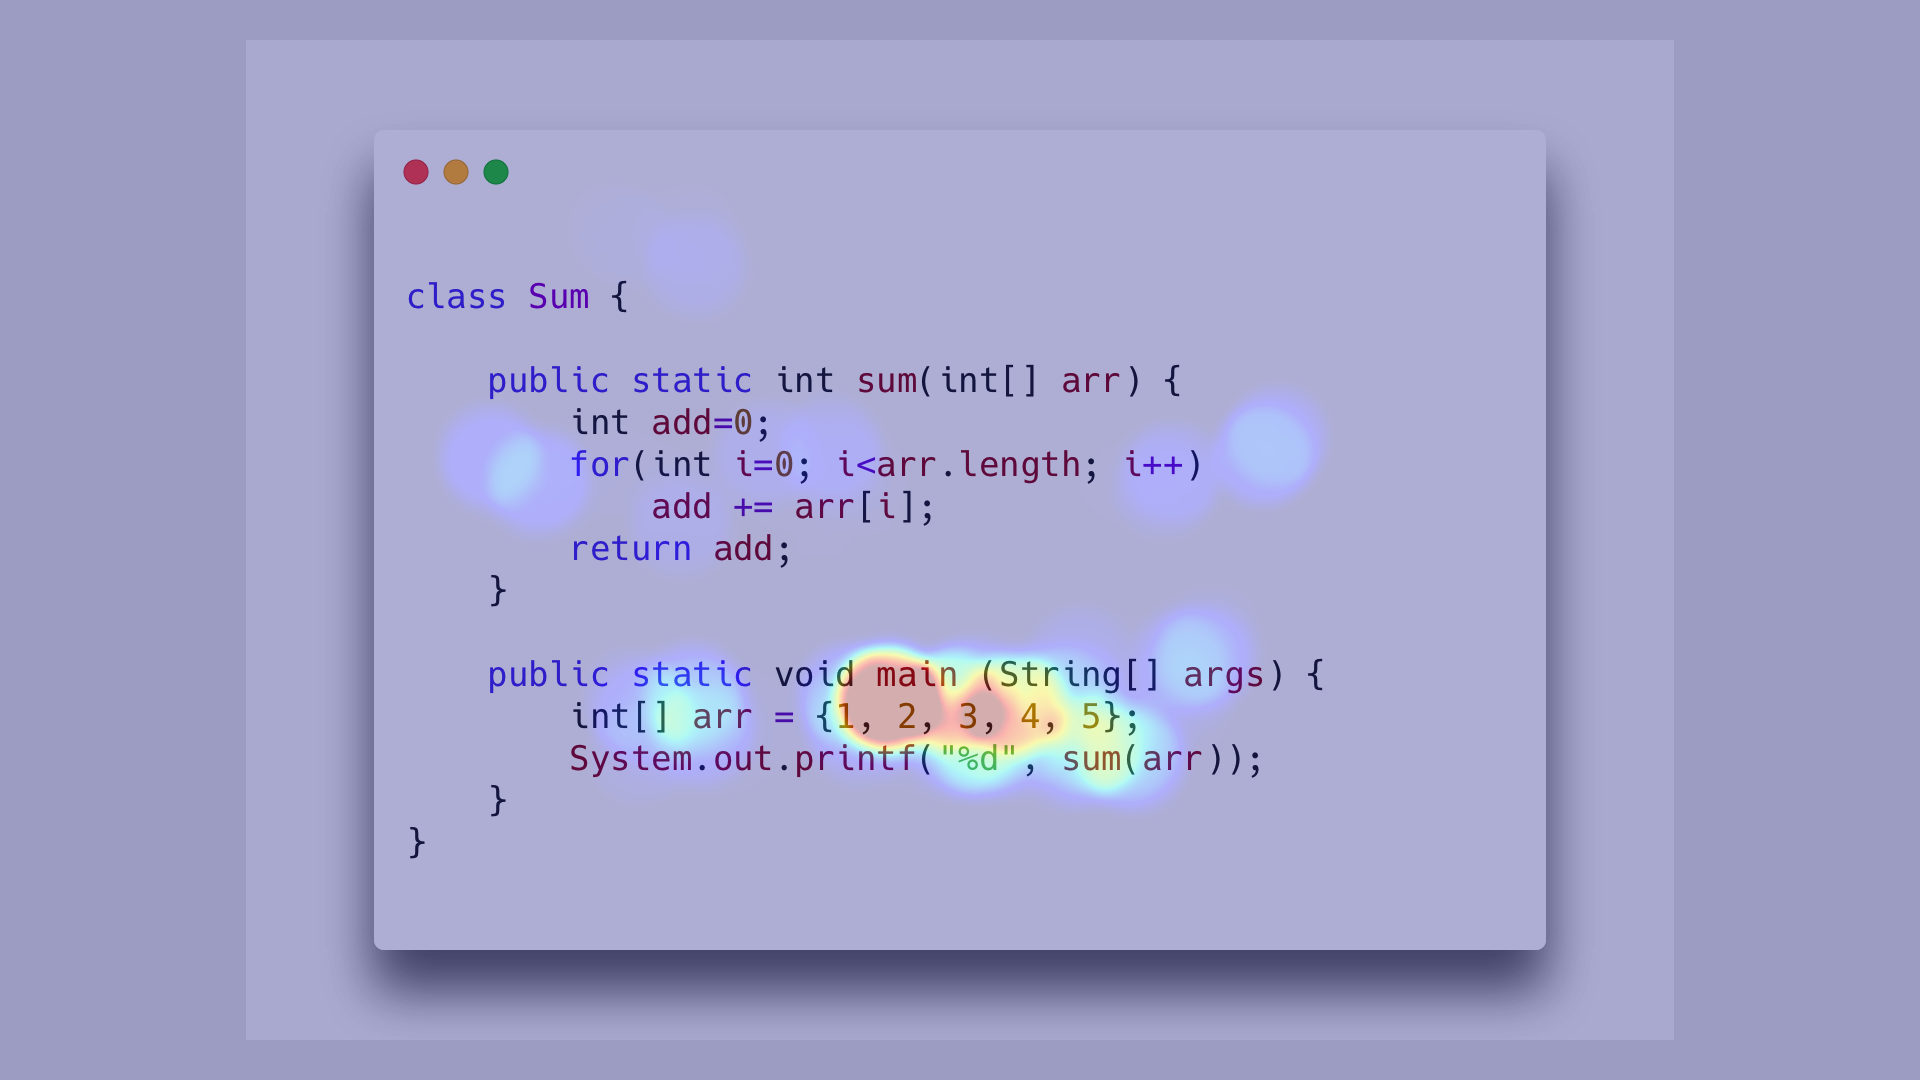 class Sum {
    public static int sum(int[] arr) {
        int add=0;
        for(int i=0; i<arr.length; i++)
            add += arr[i];
        return add;
    }
    public static void main (String[] args) {
        int[] arr = {1, 2, 3, 4, 5};
        System.out.printf("%d", sum(arr));
    }
}